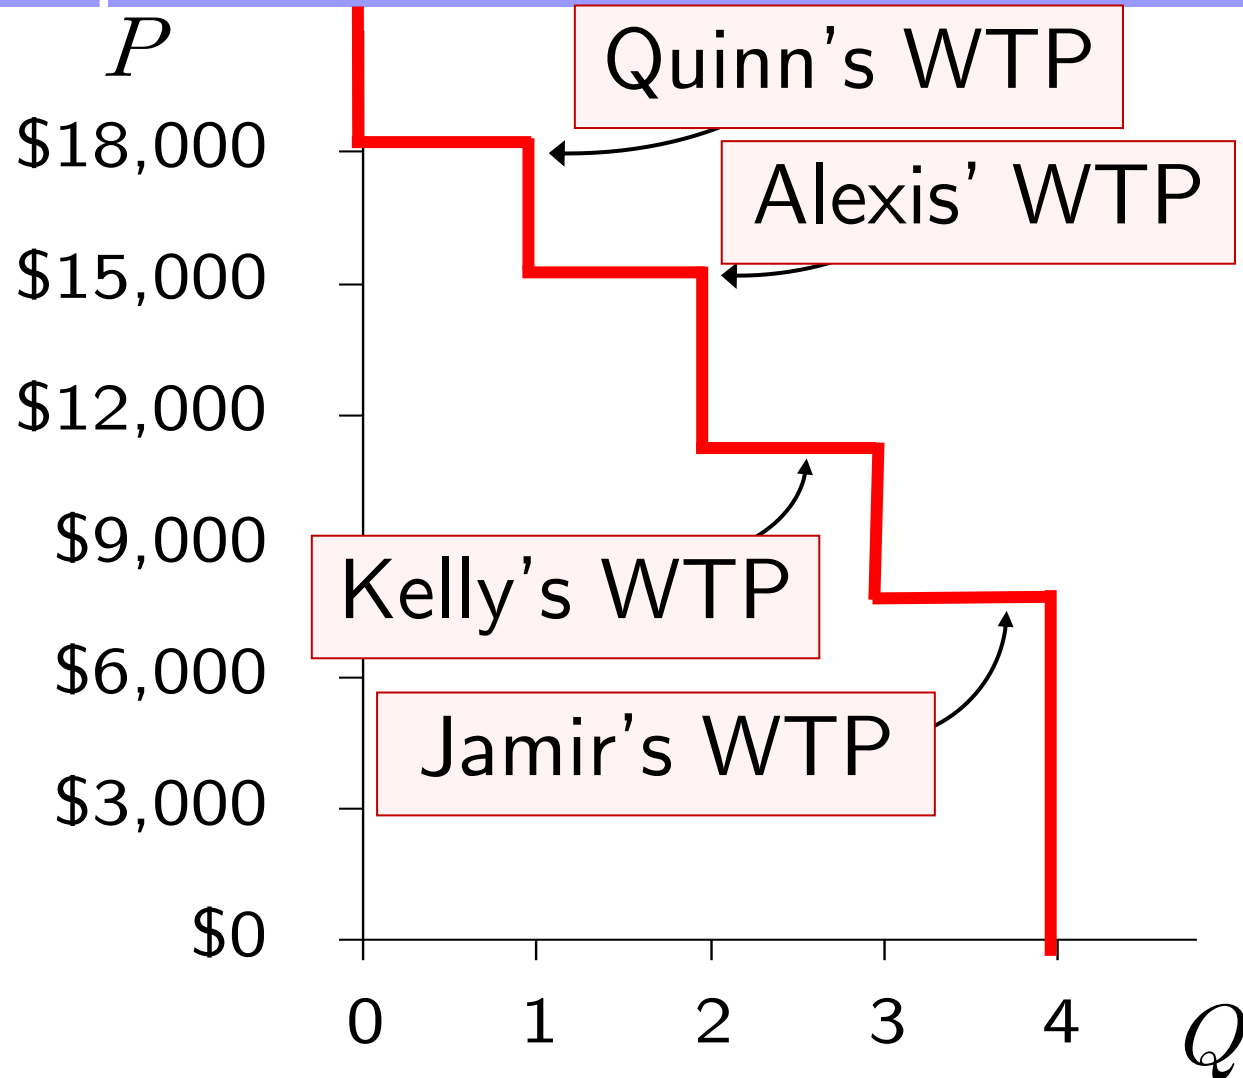 P
Quinn's WTP
$18,000
Alexis' WTP
$15,000
$12,000
$9,000
Kelly's WTP
$6,000
Jamir's WTP
$3,000
$0
0 1 2 3 4 Q